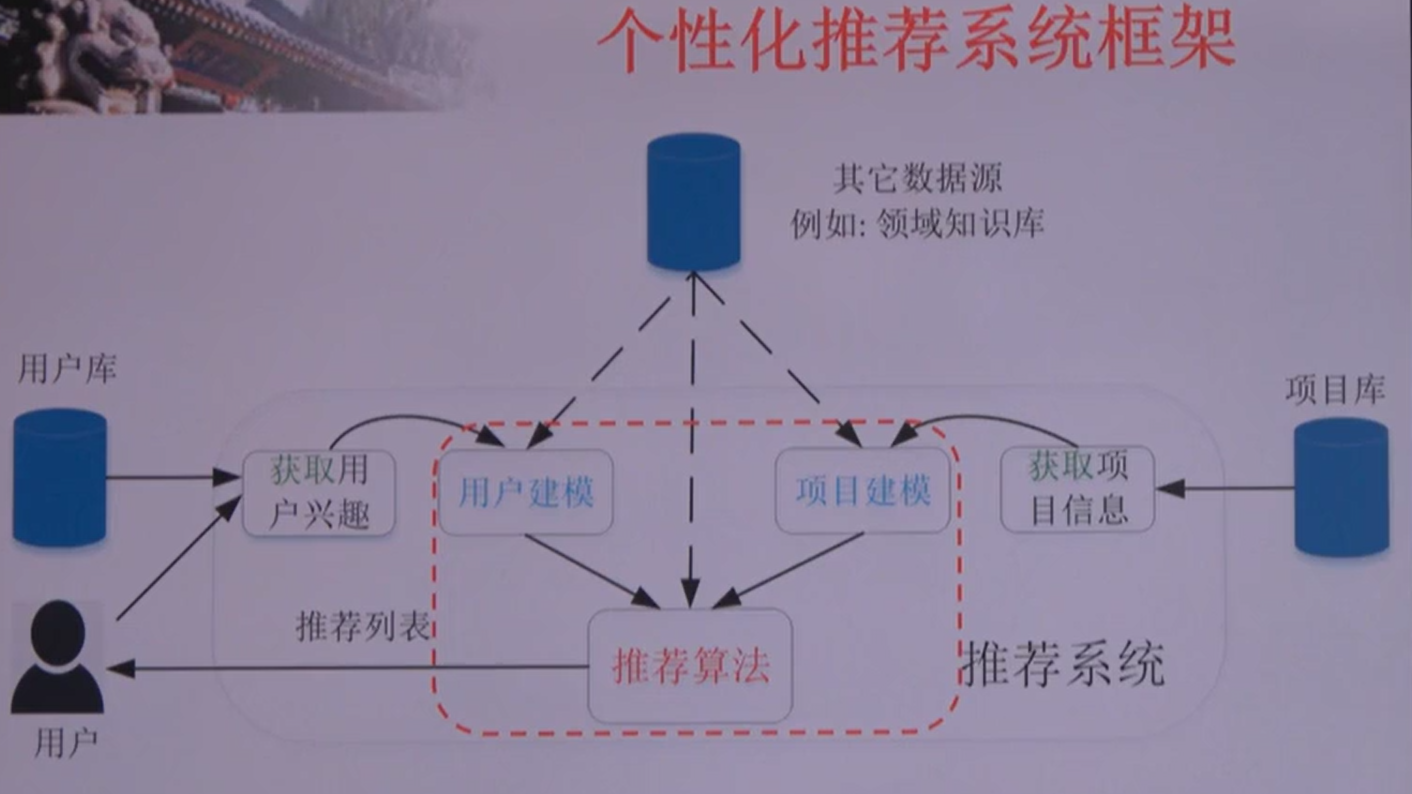 个性化推荐系统框架
其它数据源
例如: 领域知识库
用户库
项目库
获取用
户兴趣
用户建模
项目建模
获取项
目信息
推荐列表
推荐算法
推荐系统
用户